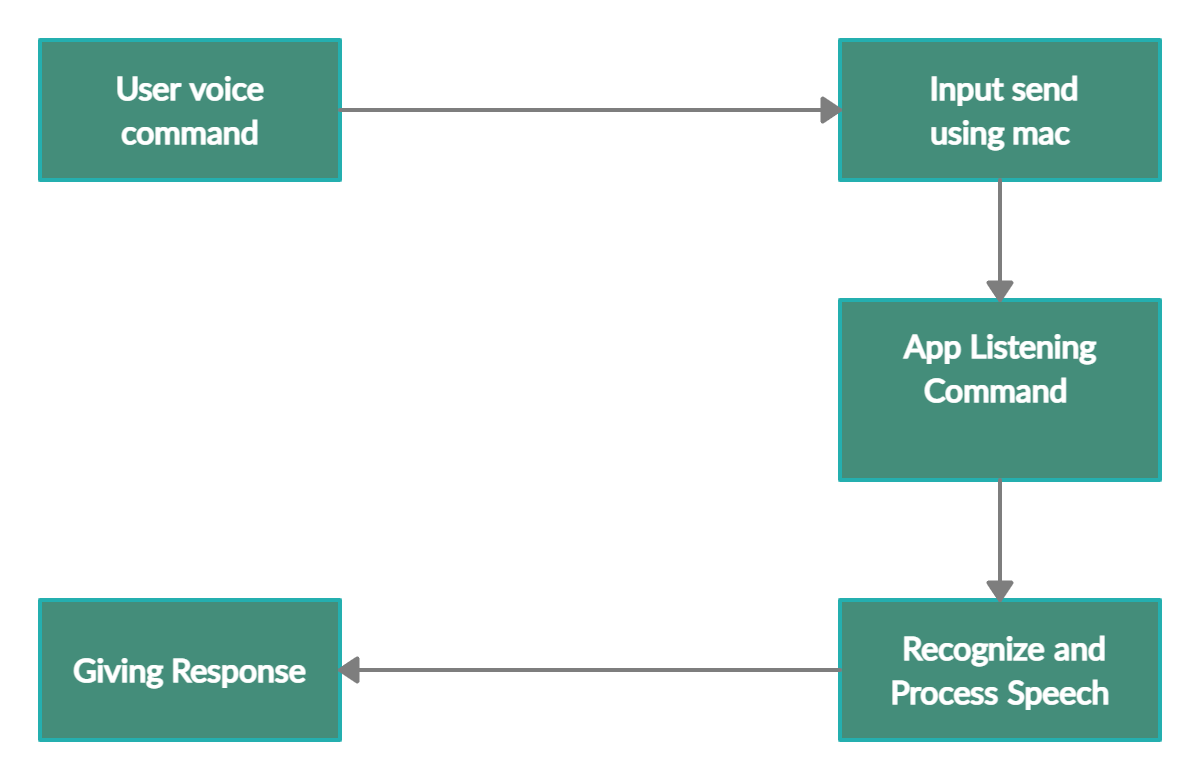 User voice
command
Input send
using mac
App Listening
Command
Recognize and
Process Speech
Giving Response